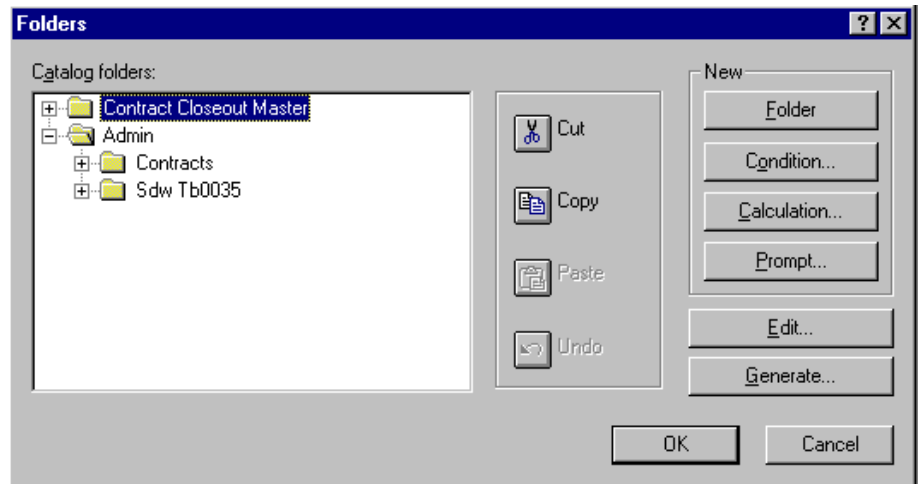 Folders
Catalog folders:
Contract Closeout Master
Admin
Contracts
Sdw Tb0035
Cut
Copy
Paste
Undo
New
Folder
Condition...
Calculation...
Prompt...
Edit...
Generate...
OK
Cancel